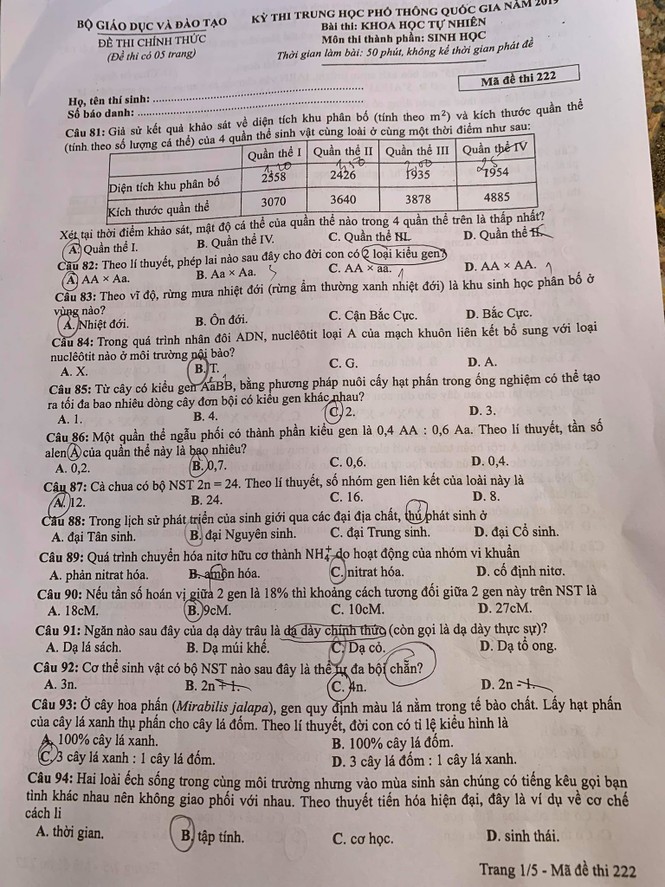 BỘ GIÁO DỤC VÀ ĐÀO TẠO
ĐỀ THI CHÍNH THỨC
(Đề thi có 05 trang)
KỲ THI TRUNG HỌC PHỔ THÔNG QUỐC GIA NĂM 2019
Bài thi: KHOA HỌC TỰ NHIÊN
Môn thi thành phần: SINH HỌC
Thời gian làm bài: 50 phút, không kể thời gian phát đề
Họ, tên thí sinh:
Số báo danh:
Mã đề thi 222
Câu 81: Giả sử kết quả khảo sát về diện tích khu phân bố (tính theo m²) và kích thước quần thể
(tính theo số lượng cá thể) của 4 quần thể sinh vật cùng loài ở cùng một thời điểm như sau:
Quần thể I Quần thể II Quần thể III Quần thể IV
Diện tích khu phân bố 2558 2426 1935 1954
Kích thước quần thể 3070 3640 3878 4885
Xét tại thời điểm khảo sát, mật độ cá thể của quần thể nào trong 4 quần thể trên là thấp nhất?
A. Quần thể I. B. Quần thể IV. C. Quần thể III. D. Quần thể II.
Câu 82: Theo lí thuyết, phép lai nào sau đây cho đời con có 2 loại kiểu gen?
A. AA × Aa. B. Aa × Aa. C. AA × aa. D. AA × AA.
Câu 83: Theo vĩ độ, rừng mưa nhiệt đới (rừng ẩm thường xanh nhiệt đới) là khu sinh học phân bố ở
vùng nào?
A. Nhiệt đới. B. Ôn đới. C. Cận Bắc Cực. D. Bắc Cực.
Câu 84: Trong quá trình nhân đôi ADN, nuclêôtit loại A của mạch khuôn liên kết bổ sung với loại
nuclêôtit nào ở môi trường nội bào?
A. X. B. T. C. G. D. A.
Câu 85: Từ cây có kiểu gen AaBB, bằng phương pháp nuôi cấy hạt phấn trong ống nghiệm có thể tạo
ra tối đa bao nhiêu dòng cây đơn bội có kiểu gen khác nhau?
A. 1. B. 4. C. 2. D. 3.
Câu 86: Một quần thể ngẫu phối có thành phần kiểu gen là 0,4 AA : 0,6 Aa. Theo lí thuyết, tần số
alen A của quần thể này là bao nhiêu?
A. 0,2. B. 0,7. C. 0,6. D. 0,4.
Câu 87: Cà chua có bộ NST 2n = 24. Theo lí thuyết, số nhóm gen liên kết của loài này là
A. 12. B. 24. C. 16. D. 8.
Câu 88: Trong lịch sử phát triển của sinh giới qua các đại địa chất, thú phát sinh ở
A. đại Tân sinh. B. đại Nguyên sinh. C. đại Trung sinh. D. đại Cổ sinh.
Câu 89: Quá trình chuyển hóa nitơ hữu cơ thành NH₄⁺ do hoạt động của nhóm vi khuẩn
A. phản nitrat hóa. B. amôn hóa. C. nitrat hóa. D. cố định nitơ.
Câu 90: Nếu tần số hoán vị giữa 2 gen là 18% thì khoảng cách tương đối giữa 2 gen này trên NST là
A. 18cM. B. 9cM. C. 10cM. D. 27cM.
Câu 91: Ngăn nào sau đây của dạ dày trâu là dạ dày chính thức (còn gọi là dạ dày thực sự)?
A. Dạ lá sách. B. Dạ múi khế. C. Dạ cỏ. D. Dạ tổ ong.
Câu 92: Cơ thể sinh vật có bộ NST nào sau đây là thể tự đa bội chẵn?
A. 3n. B. 2n + 1. C. 4n. D. 2n - 1.
Câu 93: Ở cây hoa phấn (Mirabilis jalapa), gen quy định màu lá nằm trong tế bào chất. Lấy hạt phấn
của cây lá xanh thụ phấn cho cây lá đốm. Theo lí thuyết, đời con có tỉ lệ kiểu hình là
A. 100% cây lá xanh. B. 100% cây lá đốm.
C. 3 cây lá xanh : 1 cây lá đốm. D. 3 cây lá đốm : 1 cây lá xanh.
Câu 94: Hai loài ếch sống trong cùng môi trường nhưng vào mùa sinh sản chúng có tiếng kêu gọi bạn
tình khác nhau nên không giao phối với nhau. Theo thuyết tiến hóa hiện đại, đây là ví dụ về cơ chế
cách li
A. thời gian. B. tập tính. C. cơ học. D. sinh thái.
Trang 1/5 - Mã đề thi 222